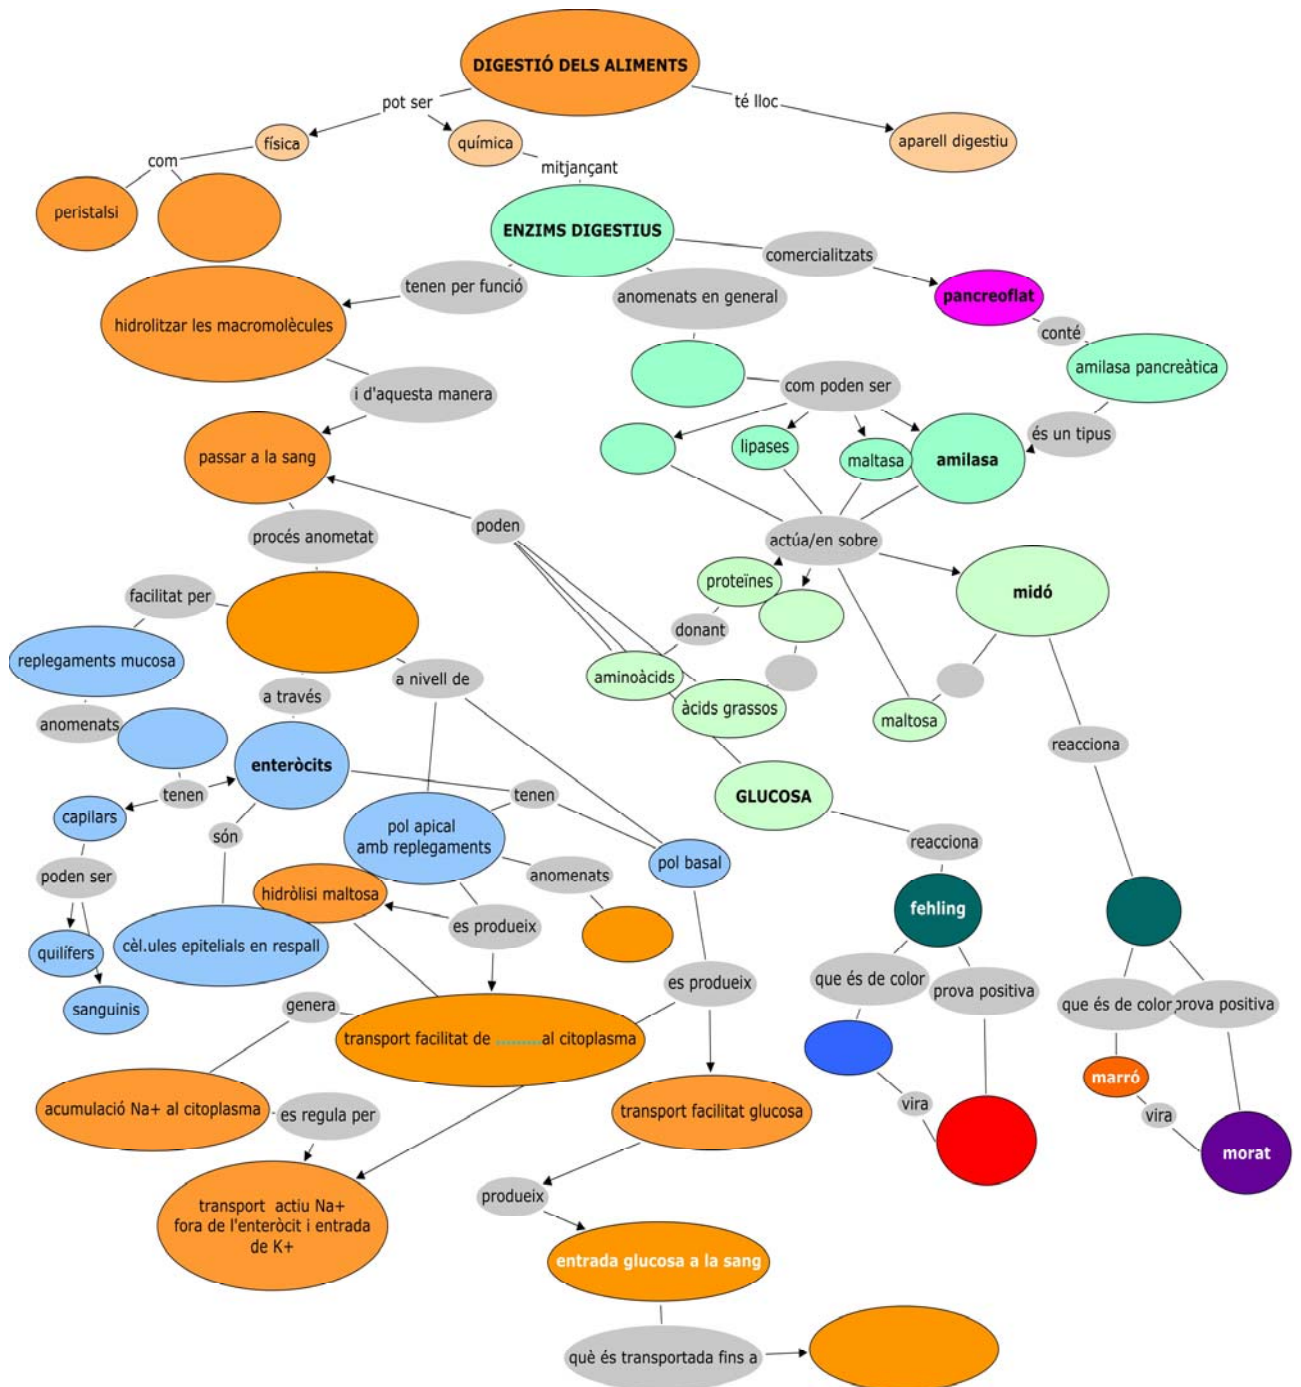 DIGESTIÓ DELS ALIMENTS
pot ser
té lloc
física
química
aparell digestiu
com
mitjançant
peristalsi
ENZIMS DIGESTIUS
comercialitzats
tenen per funció
anomenats en general
pancreoflat
hidrolitzar les macromolècules
conté
amilasa pancreàtica
i d'aquesta manera
com poden ser
és un tipus
passar a la sang
lipases
maltasa
amilasa
procés anometat
poden
actúa/en sobre
facilitat per
proteïnes
midó
donant
replegaments mucosa
a nivell de
aminoàcids
a través
àcids grassos
maltosa
anomenats
reacciona
enteròcits
tenen
tenen
GLUCOSA
capilars
són
pol apical
amb replegaments
pol basal
reacciona
poden ser
anomenats
hidròlisi maltosa
fehling
es produeix
quilífers
cèl.ules epitelials en respall
es produeix
que és de color
prova positiva
sanguinis
genera
que és de color
prova positiva
transport facilitat de .........al citoplasma
marró
acumulació Na+ al citoplasma
es regula per
transport facilitat glucosa
vira
vira
morat
produeix
transport actiu Na+
fora de l'enteròcit i entrada
de K+
entrada glucosa a la sang
què és transportada fins a